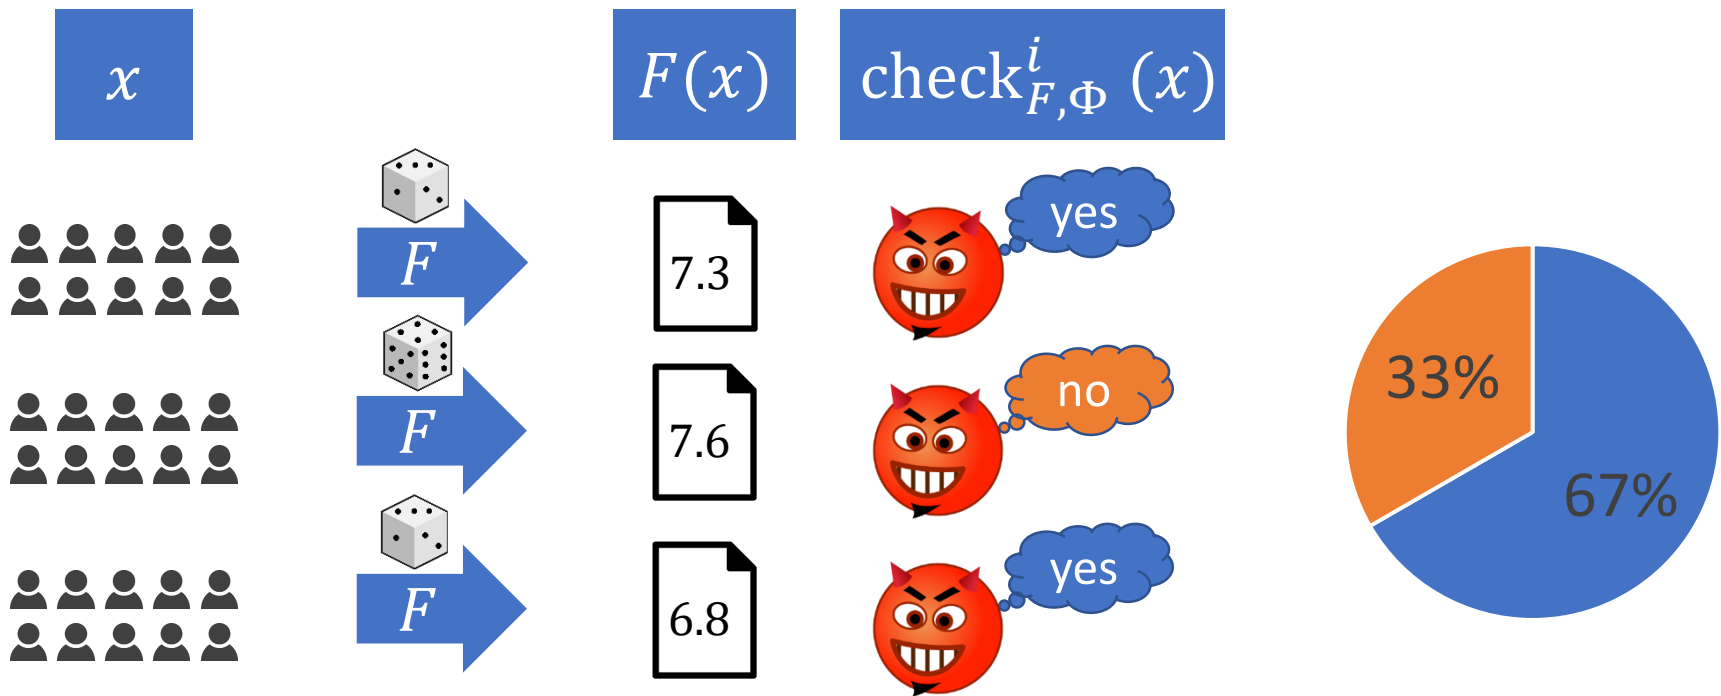 x
F(x)
check^i_{F,Φ}(x)
F
7.3
yes
F
7.6
no
F
6.8
yes
33%
67%